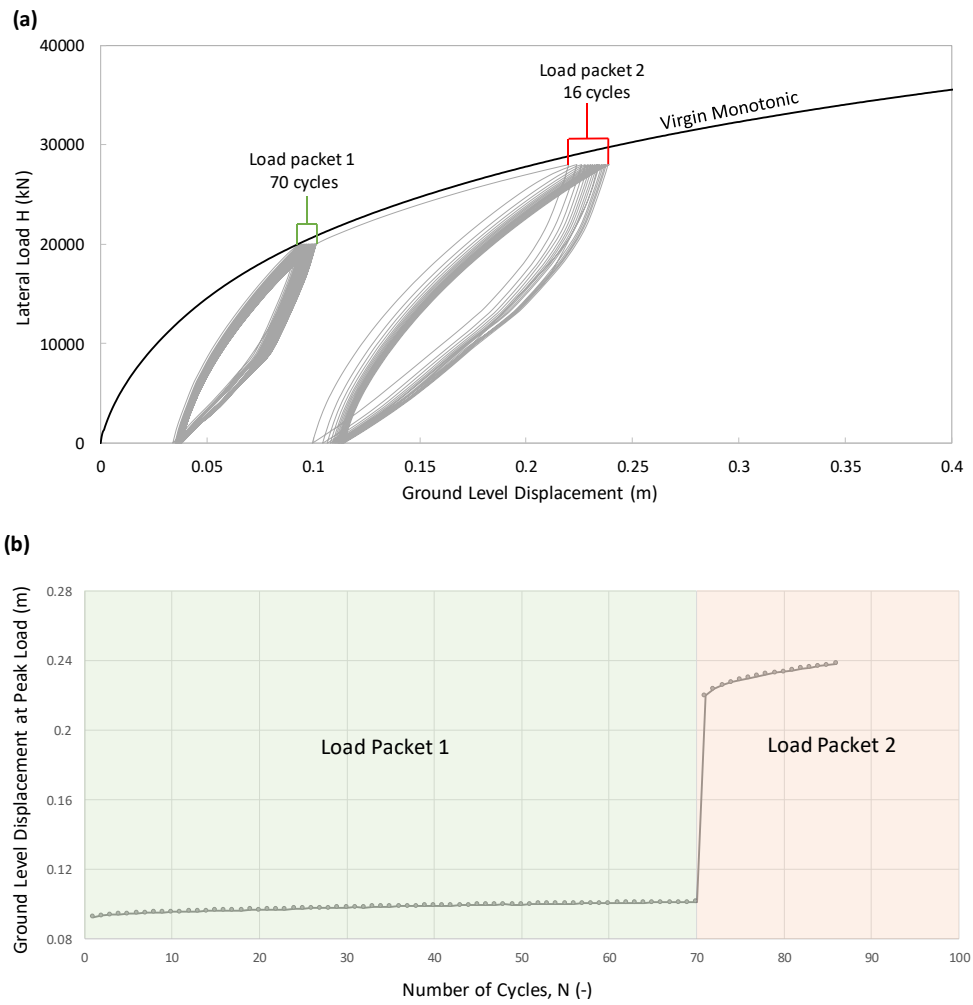 (a)
40000
30000
20000
10000
0
Lateral Load H (kN)
Load packet 1
70 cycles
Load packet 2
16 cycles
Virgin Monotonic
0 0.05 0.1 0.15 0.2 0.25 0.3 0.35 0.4
Ground Level Displacement (m)
(b)
0.28
0.24
0.2
0.16
0.12
0.08
Ground Level Displacement at Peak Load (m)
Load Packet 1
Load Packet 2
0 10 20 30 40 50 60 70 80 90 100
Number of Cycles, N (-)